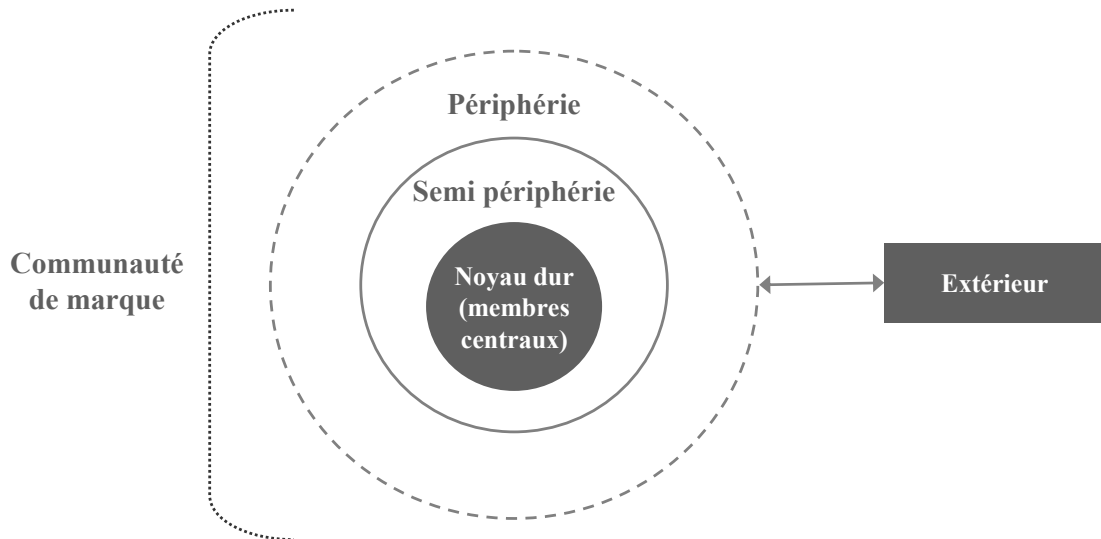 Périphérie
Semi périphérie
Communauté
de marque
Noyau dur
(membres
centraux)
Extérieur